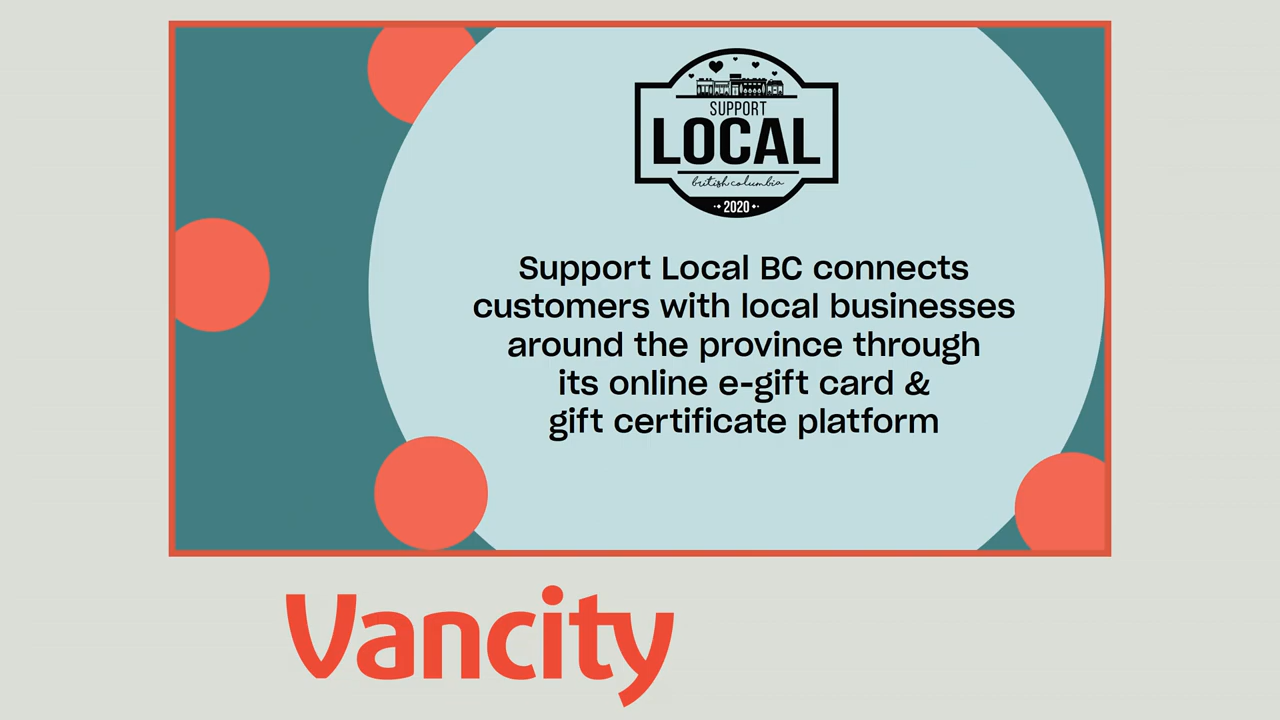 SUPPORT
LOCAL
british columbia
2020
Support Local BC connects
customers with local businesses
around the province through
its online e-gift card &
gift certificate platform
Vancity